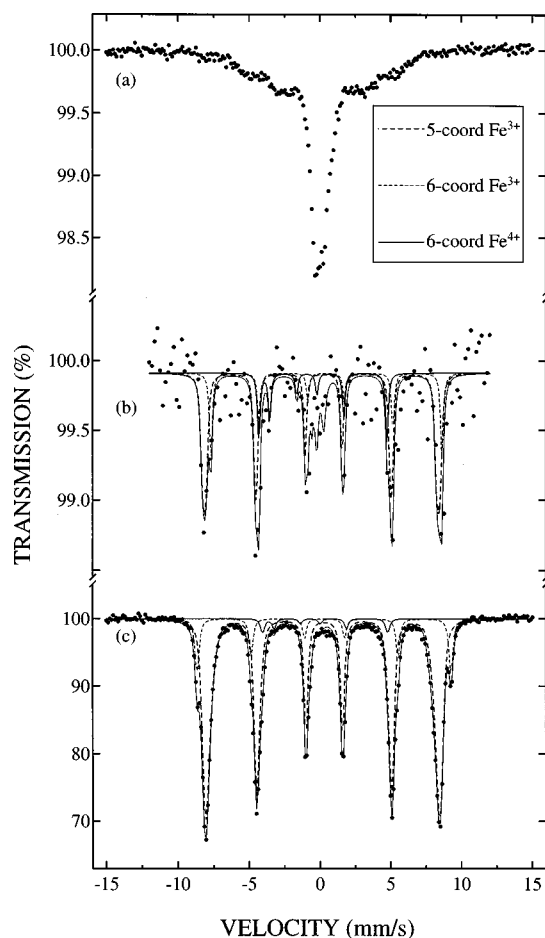 100.0
(a)
99.5
5-coord Fe3+
6-coord Fe3+
99.0
6-coord Fe4+
98.5
TRANSMISSION (%)
100.0
(b)
99.5
99.0
100
(c)
90
80
70
-15 -10 -5 0 5 10 15
VELOCITY (mm/s)